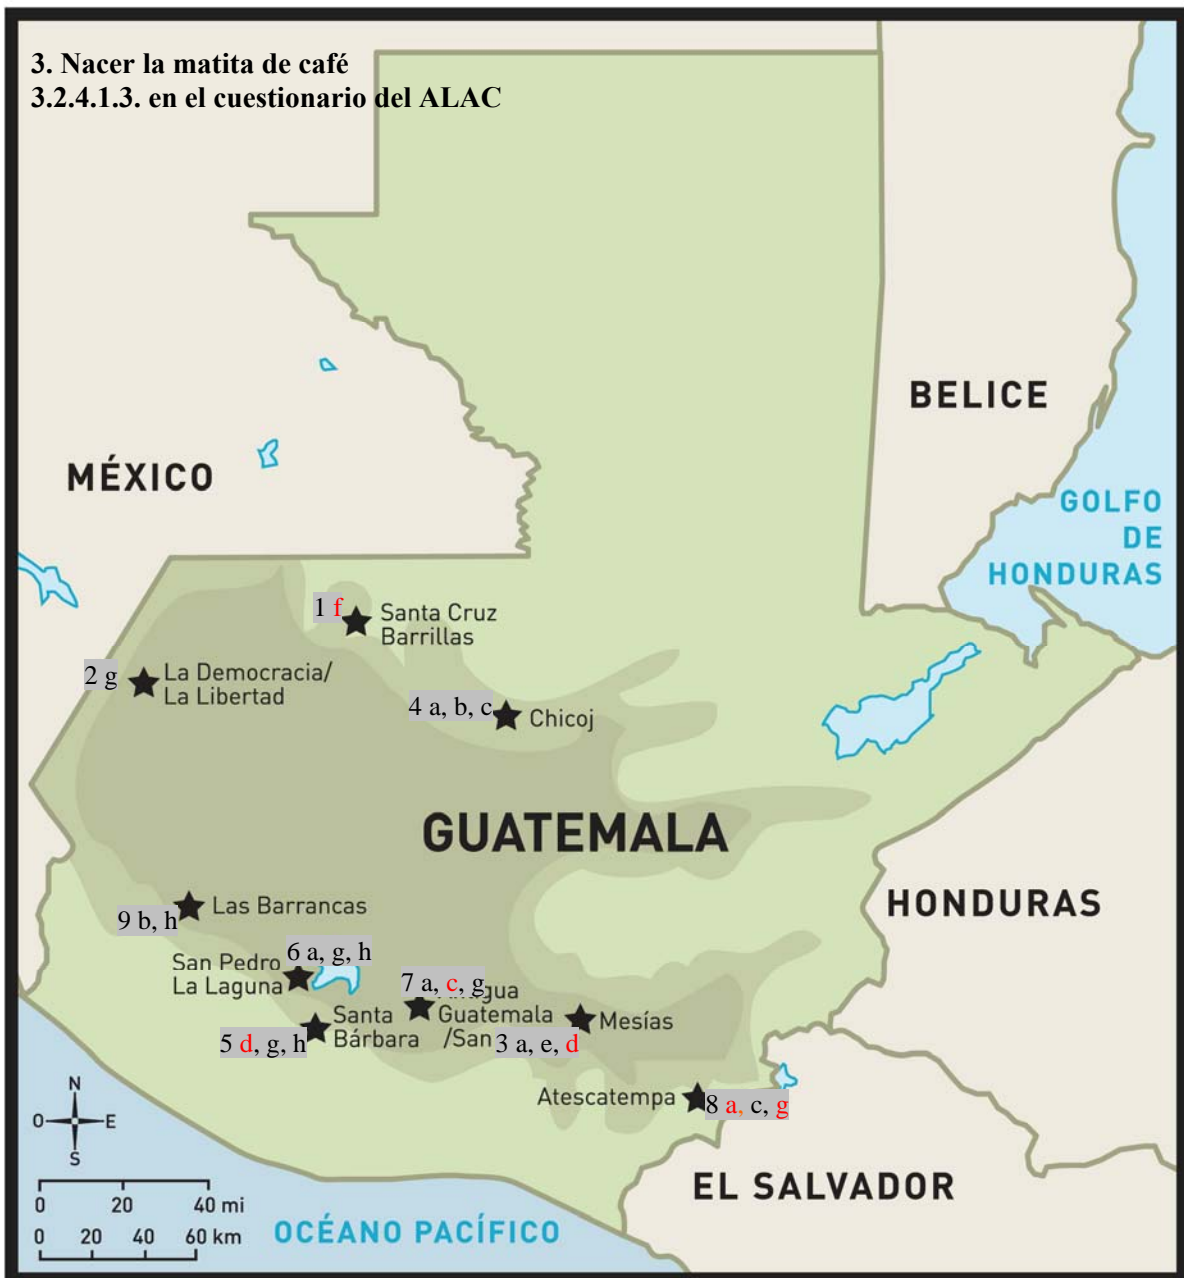 3. Nacer la matita de café
3.2.4.1.3. en el cuestionario del ALAC
BELICE
MÉXICO
GOLFO
DE
HONDURAS
1 f
Santa Cruz
Barrillas
2 g
La Democracia/
La Libertad
4 a, b, c
Chicoj
GUATEMALA
HONDURAS
Las Barrancas
9 b, h
6 a, g, h
San Pedro
La Laguna
7 a, c, g
Guatemala
/San
Santa
Bárbara
5 d, g, h
3 a, e, d
Mesías
Atescatempa
8 a, c, g
N
O E
S
EL SALVADOR
0 20 40 mi
0 20 40 60 km
OCÉANO PACÍFICO